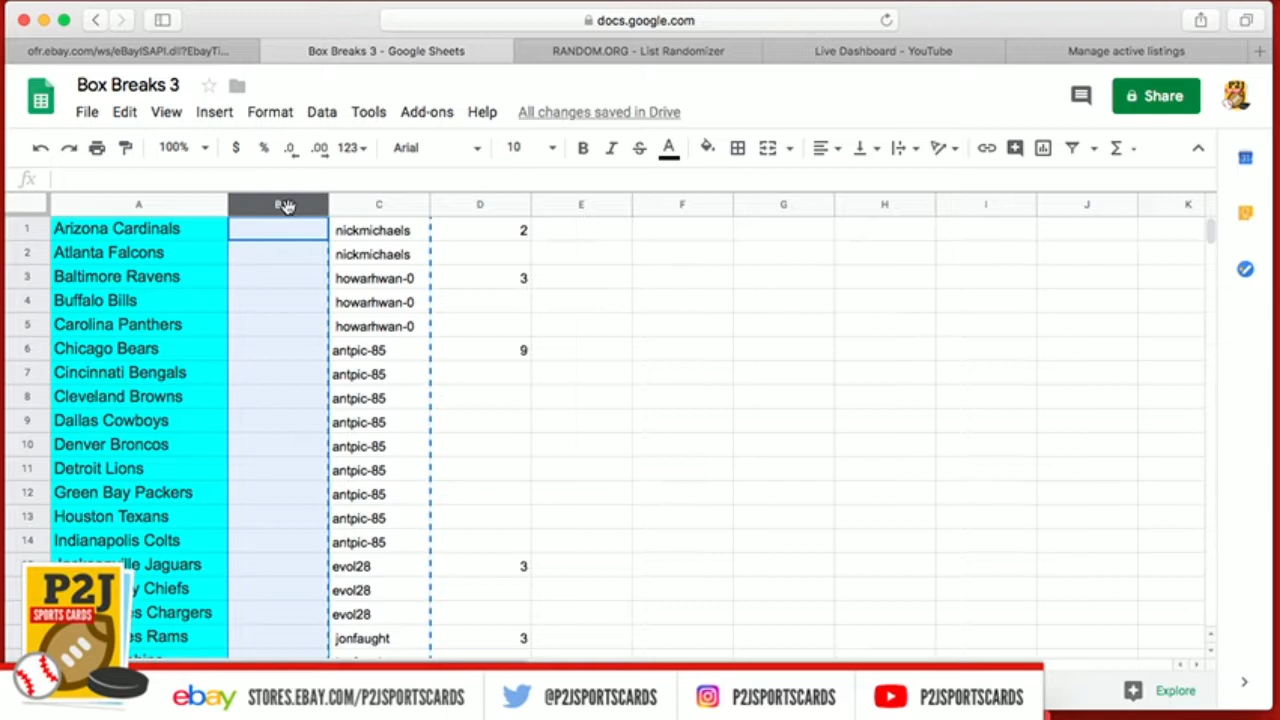 docs.google.com
ofr.ebay.com/ws/eBayISAPI.dll?EbayTi...
Box Breaks 3 - Google Sheets
RANDOM.ORG - List Randomizer
Live Dashboard - YouTube
Manage active listings
Box Breaks 3
File Edit View Insert Format Data Tools Add-ons Help All changes saved in Drive
Share
100% $ % .0 .00 123 Arial 10 B I S A
fx
A C D E F G H I J K
1 Arizona Cardinals nickmichaels 2
2 Atlanta Falcons nickmichaels
3 Baltimore Ravens howarhwan-0 3
4 Buffalo Bills howarhwan-0
5 Carolina Panthers howarhwan-0
6 Chicago Bears antpic-85 9
7 Cincinnati Bengals antpic-85
8 Cleveland Browns antpic-85
9 Dallas Cowboys antpic-85
10 Denver Broncos antpic-85
11 Detroit Lions antpic-85
12 Green Bay Packers antpic-85
13 Houston Texans antpic-85
14 Indianapolis Colts antpic-85
Jaguars evol28 3
y Chiefs evol28
es Chargers evol28
es Rams jonfaught 3
P2J
SPORTS CARDS
ebay STORES.EBAY.COM/P2JSPORTSCARDS @P2JSPORTSCARDS P2JSPORTSCARDS P2JSPORTSCARDS
Explore